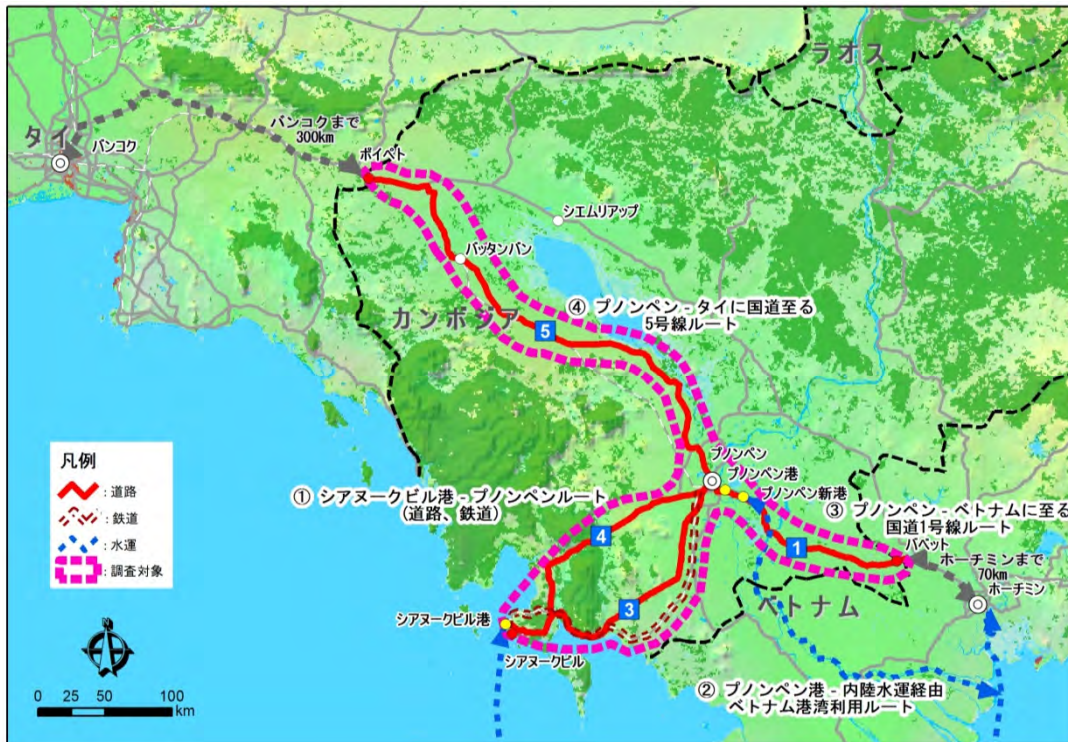 ラオス
バンコクまで
300km
タイ
バンコク
ポイペト
シエムリアップ
バッタンバン
④ プノンペン - タイに国道至る
5号線ルート
カンボジア
5
凡例
: 道路
: 鉄道
: 水運
: 調査対象
プノンペン
プノンペン港
プノンペン新港
① シアヌークビル港 - プノンペンルート
(道路、鉄道)
③ プノンペン - ベトナムに至る
国道1号線ルート
バベット
4
1
ホーチミンまで
70km
ホーチミン
ベトナム
3
シアヌークビル港
シアヌークビル
② プノンペン港 - 内陸水運経由
ベトナム港湾利用ルート
0 25 50 100
km